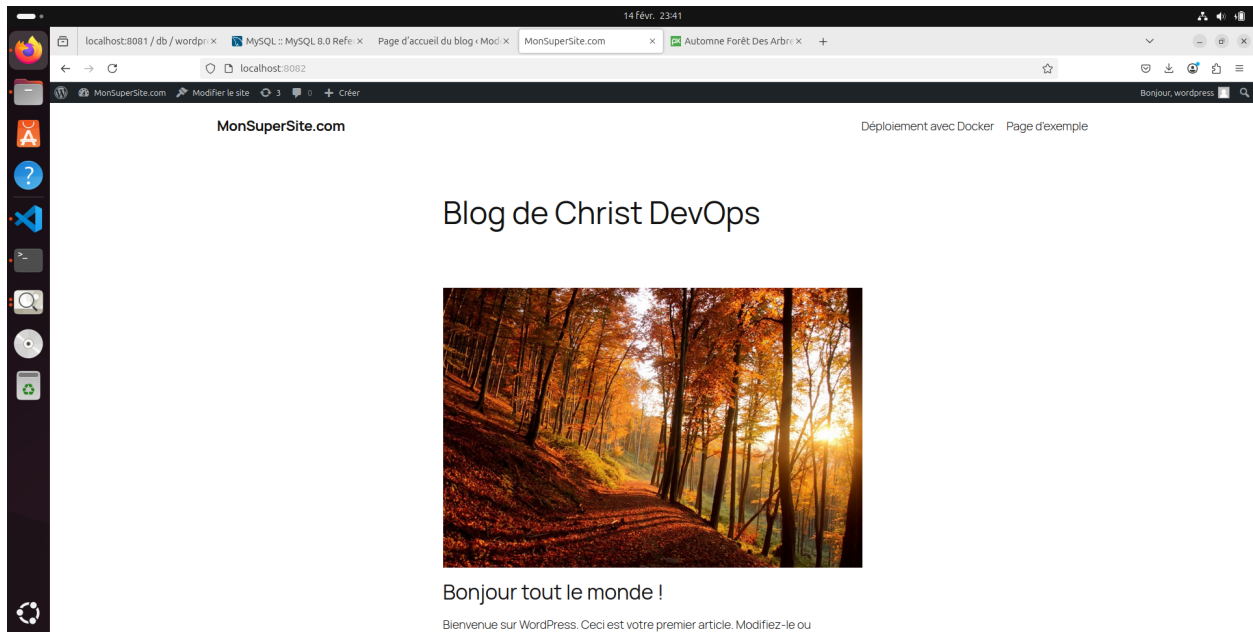 14 févr. 23:41
localhost:8081 / db / wordpre
MySQL :: MySQL 8.0 Refe
Page d'accueil du blog ‹ Mod
MonSuperSite.com
Automne Forêt Des Arbre
localhost:8082
MonSuperSite.com
Modifier le site
3
0
Créer
Bonjour, wordpress
MonSuperSite.com
Déploiement avec Docker
Page d'exemple
Blog de Christ DevOps
Bonjour tout le monde !
Bienvenue sur WordPress. Ceci est votre premier article. Modifiez-le ou